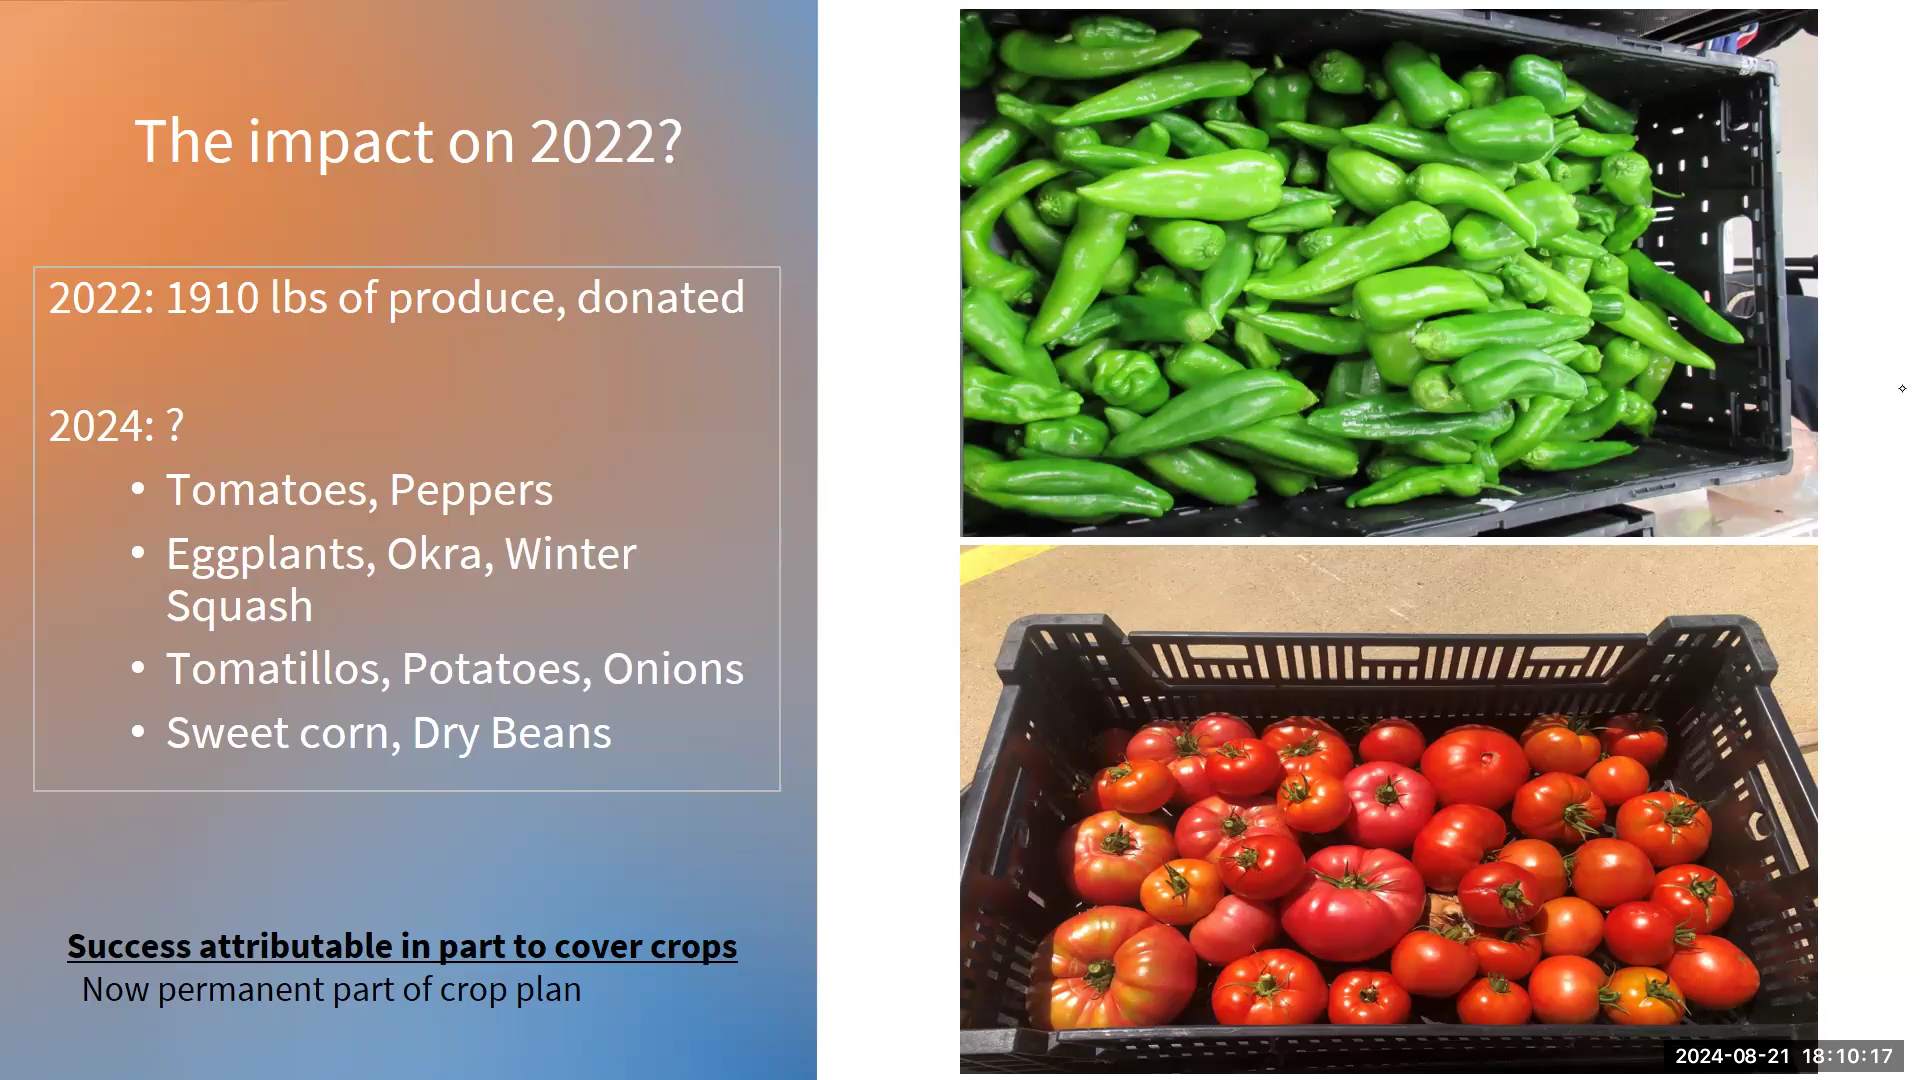 The impact on 2022?
2022: 1910 lbs of produce, donated
2024: ?
• Tomatoes, Peppers
• Eggplants, Okra, Winter
Squash
• Tomatillos, Potatoes, Onions
• Sweet corn, Dry Beans
Success attributable in part to cover crops
Now permanent part of crop plan
2024-08-21 18:10:17